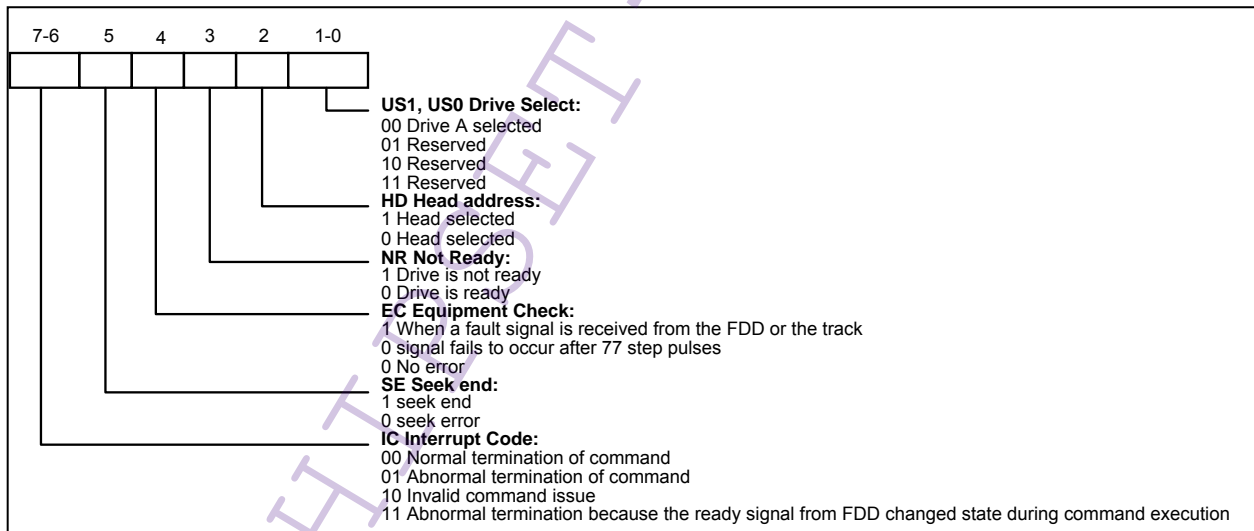 7-6 5 4 3 2 1-0
US1, US0 Drive Select:
00 Drive A selected
01 Reserved
10 Reserved
11 Reserved
HD Head address:
1 Head selected
0 Head selected
NR Not Ready:
1 Drive is not ready
0 Drive is ready
EC Equipment Check:
1 When a fault signal is received from the FDD or the track
0 signal fails to occur after 77 step pulses
0 No error
SE Seek end:
1 seek end
0 seek error
IC Interrupt Code:
00 Normal termination of command
01 Abnormal termination of command
10 Invalid command issue
11 Abnormal termination because the ready signal from FDD changed state during command execution
HIPSET